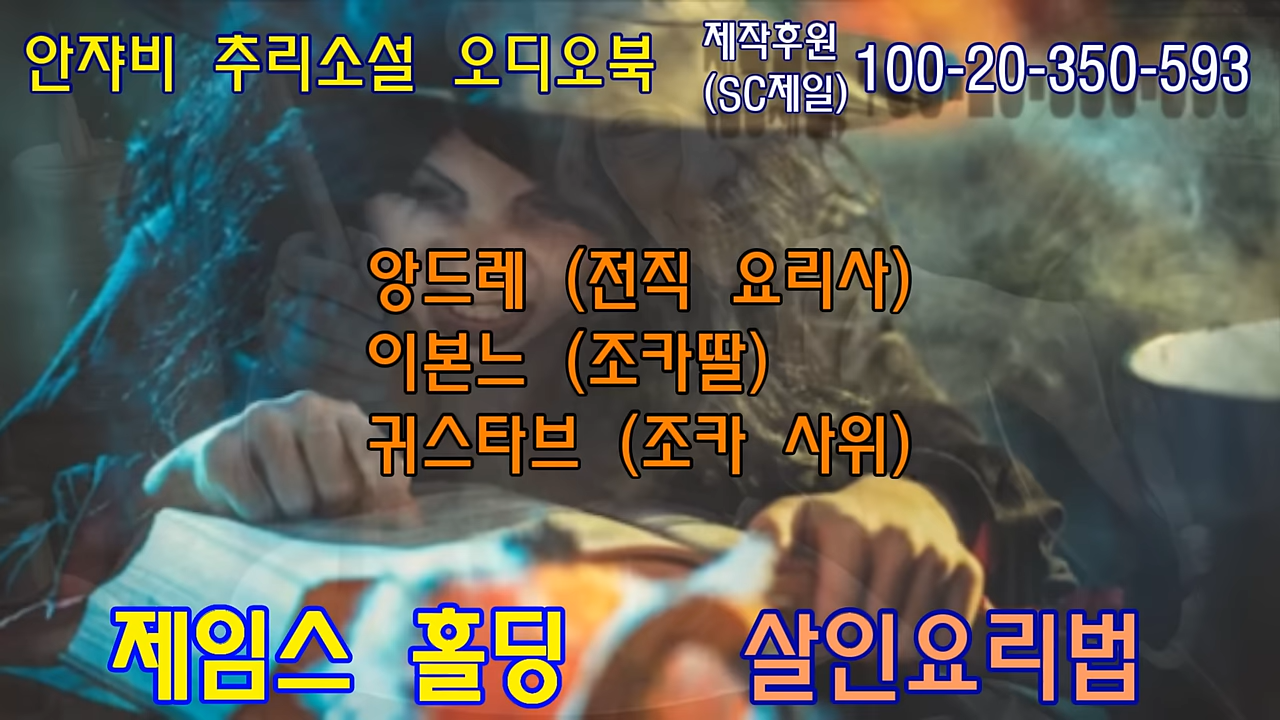 안쟈비 추리소설 오디오북
제작후원
(SC제일) 100-20-350-593
앙드레 (전직 요리사)
이본느 (조카딸)
귀스타브 (조카 사위)
제임스 홀딩 살인요리법